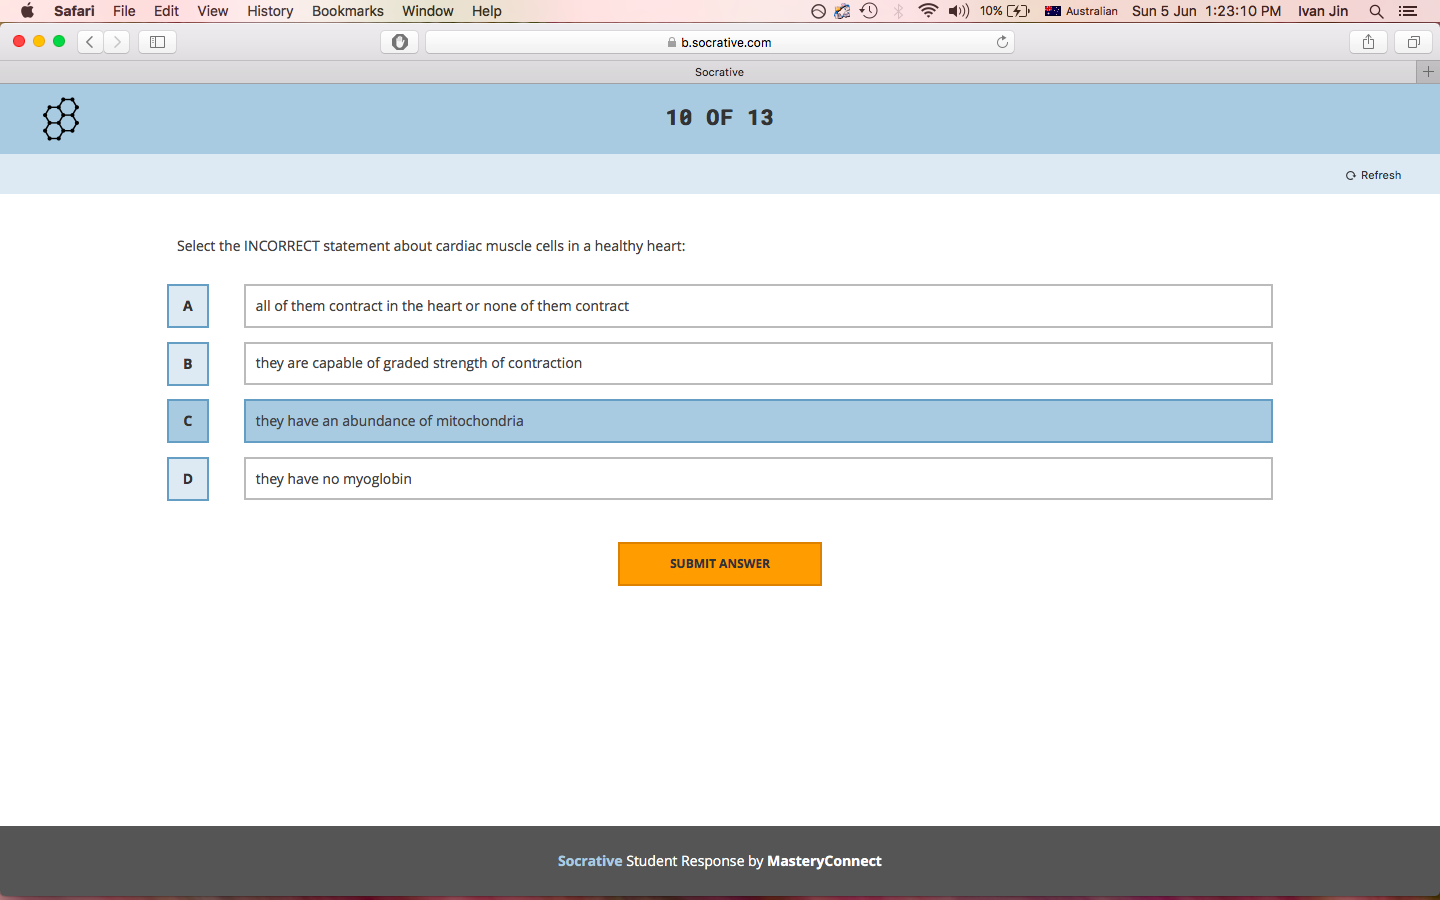 Safari File Edit View History Bookmarks Window Help 10% Australian Sun 5 Jun 1:23:10 PM Ivan Jin
b.socrative.com
Socrative
10 OF 13
Refresh
Select the INCORRECT statement about cardiac muscle cells in a healthy heart:
A all of them contract in the heart or none of them contract
B they are capable of graded strength of contraction
C they have an abundance of mitochondria
D they have no myoglobin
SUBMIT ANSWER
Socrative Student Response by MasteryConnect